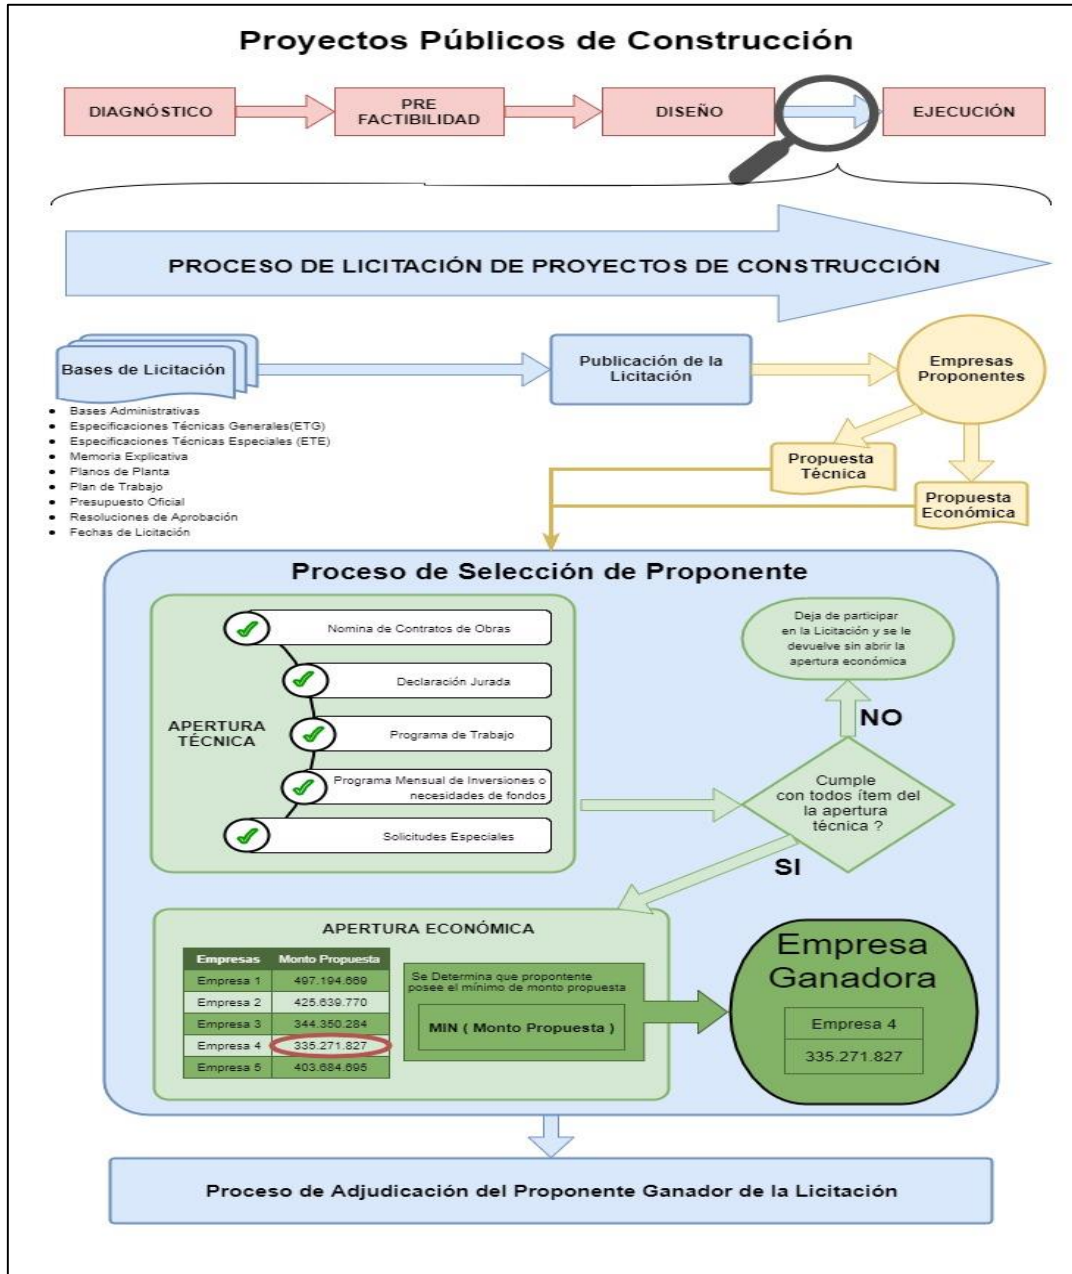 Proyectos Públicos de Construcción
DIAGNÓSTICO
PRE
FACTIBILIDAD
DISEÑO
EJECUCIÓN
PROCESO DE LICITACIÓN DE PROYECTOS DE CONSTRUCCIÓN
Bases de Licitación
Publicación de la
Licitación
Empresas
Proponentes
• Bases Administrativas
• Especificaciones Técnicas Generales(ETG)
• Especificaciones Técnicas Especiales (ETE)
• Memoria Explicativa
• Planos de Planta
• Plan de Trabajo
• Presupuesto Oficial
• Resoluciones de Aprobación
• Fechas de Licitación
Propuesta
Técnica
Propuesta
Económica
Proceso de Selección de Proponente
APERTURA
TÉCNICA
Nomina de Contratos de Obras
Declaración Jurada
Programa de Trabajo
Programa Mensual de Inversiones o
necesidades de fondos
Solicitudes Especiales
Deja de participar
en la Licitación y se le
devuelve sin abrir la
apertura económica
NO
Cumple
con todos ítem del
la apertura
técnica ?
SI
APERTURA ECONÓMICA
Empresas Monto Propuesta
Empresa 1 497.194.669
Empresa 2 425.639.770
Empresa 3 344.350.284
Empresa 4 335.271.827
Empresa 5 403.684.695
Se Determina que propontente
posee el mínimo de monto propuesta
MIN ( Monto Propuesta )
Empresa
Ganadora
Empresa 4
335.271.827
Proceso de Adjudicación del Proponente Ganador de la Licitación